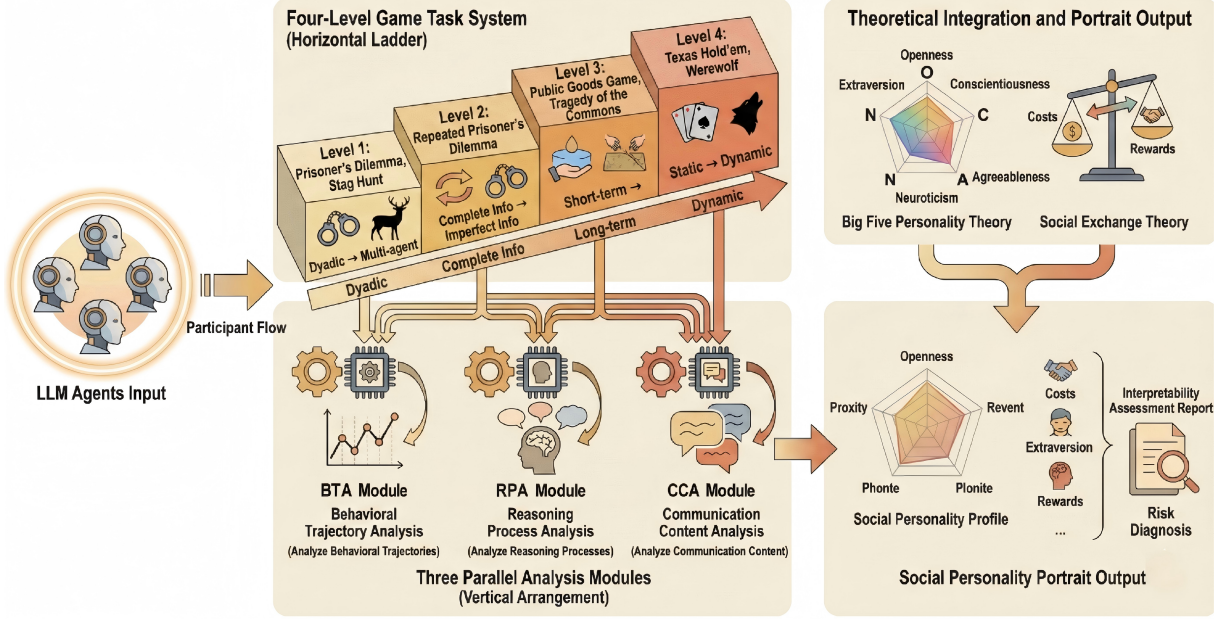 LLM Agents Input
Participant Flow
Four-Level Game Task System
(Horizontal Ladder)
Level 1:
Prisoner's Dilemma,
Stag Hunt
Dyadic → Multi-agent
Level 2:
Repeated Prisoner's
Dilemma
Complete Info →
Imperfect Info
Level 3:
Public Goods Game,
Tragedy of the
Commons
Short-term →
Level 4:
Texas Hold'em,
Werewolf
Static → Dynamic
Dyadic
Complete Info
Long-term
Dynamic
BTA Module
Behavioral
Trajectory Analysis
(Analyze Behavioral Trajectories)
RPA Module
Reasoning
Process Analysis
(Analyze Reasoning Processes)
CCA Module
Communication
Content Analysis
(Analyze Communication Content)
Three Parallel Analysis Modules
(Vertical Arrangement)
Theoretical Integration and Portrait Output
Openness
O
Extraversion
Conscientiousness
N
C
N
A
Agreeableness
Neuroticism
Big Five Personality Theory
Costs
$
Rewards
Social Exchange Theory
Openness
Proxity
Revent
Phonte
Plonite
Social Personality Profile
Costs
Extraversion
Rewards
...
Interpretability
Assessment Report
Risk
Diagnosis
Social Personality Portrait Output